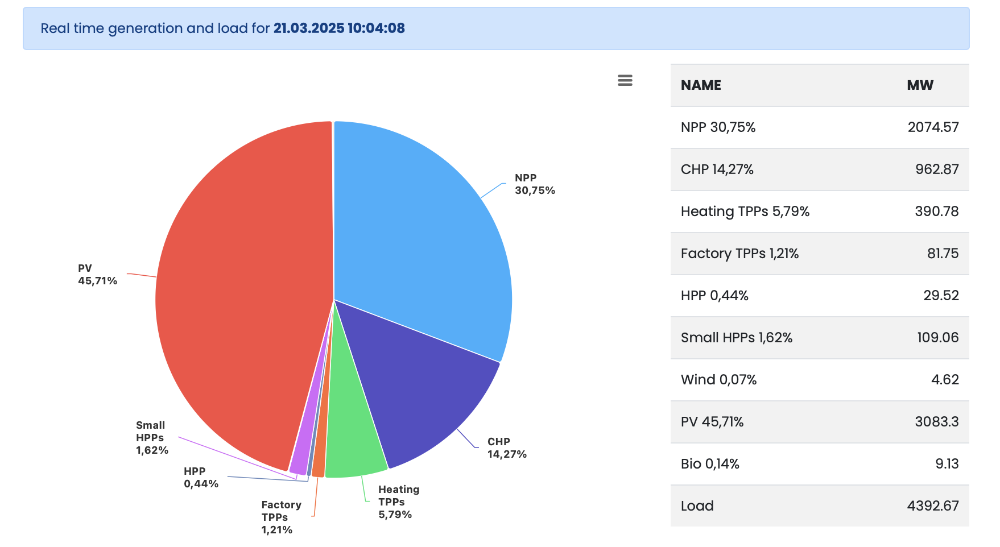 Real time generation and load for 21.03.2025 10:04:08
NPP
30,75%
PV
45,71%
Small
HPPs
1,62%
CHP
14,27%
HPP
0,44%
Heating
TPPs
5,79%
Factory
TPPs
1,21%
NAME MW
NPP 30,75% 2074.57
CHP 14,27% 962.87
Heating TPPs 5,79% 390.78
Factory TPPs 1,21% 81.75
HPP 0,44% 29.52
Small HPPs 1,62% 109.06
Wind 0,07% 4.62
PV 45,71% 3083.3
Bio 0,14% 9.13
Load 4392.67